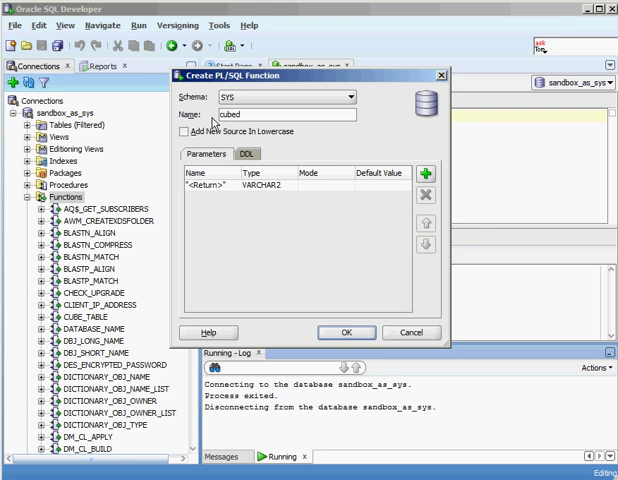 Oracle SQL Developer
File Edit View Navigate Run Versioning Tools Help
ask
Tom
Connections x
Reports x
Start Page
sandbox_as_sys
sandbox_as_sys
Connections
sandbox_as_sys
Tables (Filtered)
Views
Editioning Views
Indexes
Packages
Procedures
Functions
AQ$_GET_SUBSCRIBERS
AWM_CREATEXDSFOLDER
BLASTN_ALIGN
BLASTN_COMPRESS
BLASTN_MATCH
BLASTP_ALIGN
BLASTP_MATCH
CHECK_UPGRADE
CLIENT_IP_ADDRESS
CUBE_TABLE
DATABASE_NAME
DBJ_LONG_NAME
DBJ_SHORT_NAME
DES_ENCRYPTED_PASSWORD
DICTIONARY_OBJ_NAME
DICTIONARY_OBJ_NAME_LIST
DICTIONARY_OBJ_OWNER
DICTIONARY_OBJ_OWNER_LIST
DICTIONARY_OBJ_TYPE
DM_CL_APPLY
DM_CL_BUILD
Create PL/SQL Function
Schema: SYS
Name: cubed
Add New Source In Lowercase
Parameters DDL
Name Type Mode Default Value
"<Return>" VARCHAR2
Help OK Cancel
Running - Log x
Actions
Connecting to the database sandbox_as_sys.
Process exited.
Disconnecting from the database sandbox_as_sys.
Messages Running x
Editing